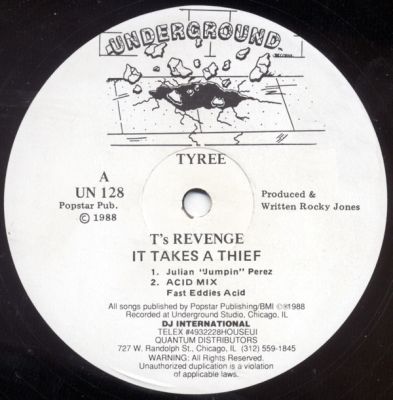 UNDERGROUND
TYREE
A
UN 128
Popstar Pub.
© 1988
Produced &
Written Rocky Jones
T's REVENGE
IT TAKES A THIEF
1. Julian "Jumpin" Perez
2. ACID MIX
Fast Eddies Acid
All songs published by Popstar Publishing/BMI ©℗1988
Recorded at Underground Studio, Chicago, IL
DJ INTERNATIONAL
TELEX #4932228HOUSEUI
QUANTUM DISTRIBUTORS
727 W. Randolph St., Chicago, IL (312) 559-1845
WARNING: All Rights Reserved.
Unauthorized duplication is a violation
of applicable laws.